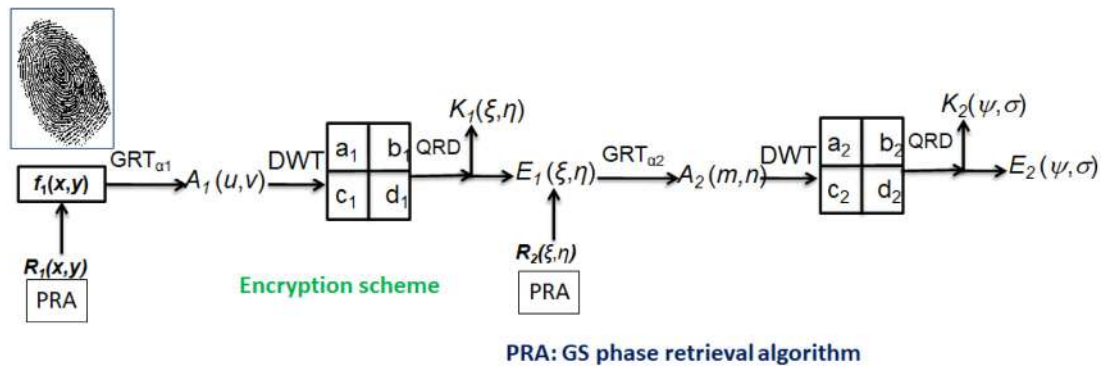 K₁(ξ,η)
K₂(ψ,σ)
GRTα1 DWT a₁ b₁ QRD GRTα2 DWT a₂ b₂ QRD
f₁(x,y) A₁(u,v) E₁(ξ,η) A₂(m,n) E₂(ψ,σ)
c₁ d₁ c₂ d₂
R₁(x,y) R₂(ξ,η)
PRA Encryption scheme PRA
PRA: GS phase retrieval algorithm